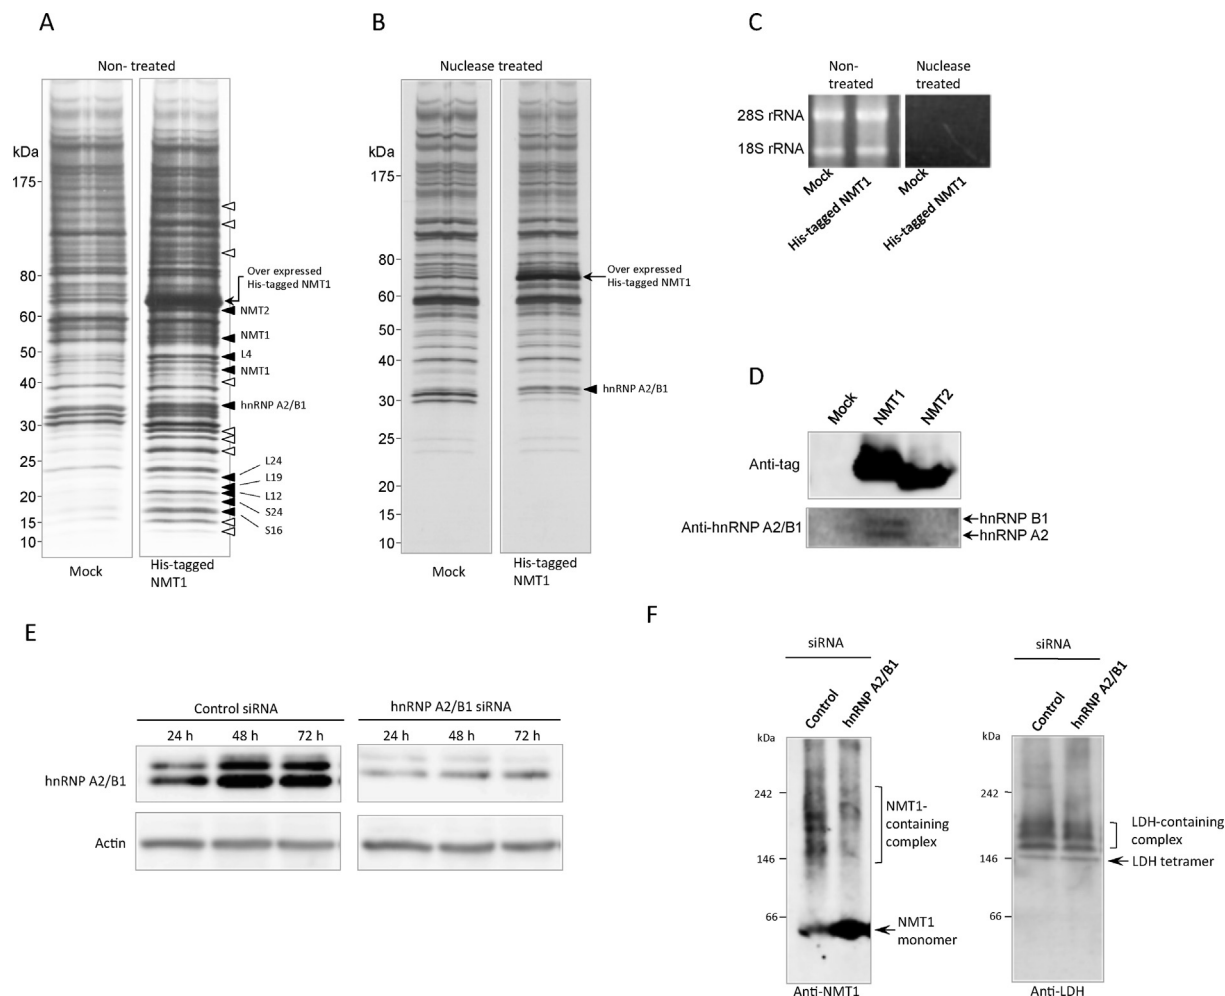 A
Non- treated
kDa
175
80
60
50
40
30
25
20
15
10
Over expressed
His-tagged NMT1
NMT2
NMT1
L4
NMT1
hnRNP A2/B1
L24
L19
L12
S24
S16
Mock
His-tagged
NMT1
B
Nuclease treated
kDa
175
80
60
50
40
30
25
20
15
10
Over expressed
His-tagged NMT1
hnRNP A2/B1
Mock
His-tagged
NMT1
C
Non-
treated
Nuclease
treated
28S rRNA
18S rRNA
Mock
His-tagged NMT1
Mock
His-tagged NMT1
D
Mock
NMT1
NMT2
Anti-tag
Anti-hnRNP A2/B1
hnRNP B1
hnRNP A2
E
Control siRNA
hnRNP A2/B1 siRNA
24 h 48 h 72 h
24 h 48 h 72 h
hnRNP A2/B1
Actin
F
siRNA
Control
hnRNP A2/B1
kDa
242
146
66
NMT1-
containing
complex
NMT1
monomer
Anti-NMT1
siRNA
Control
hnRNP A2/B1
kDa
242
146
66
LDH-containing
complex
LDH tetramer
Anti-LDH